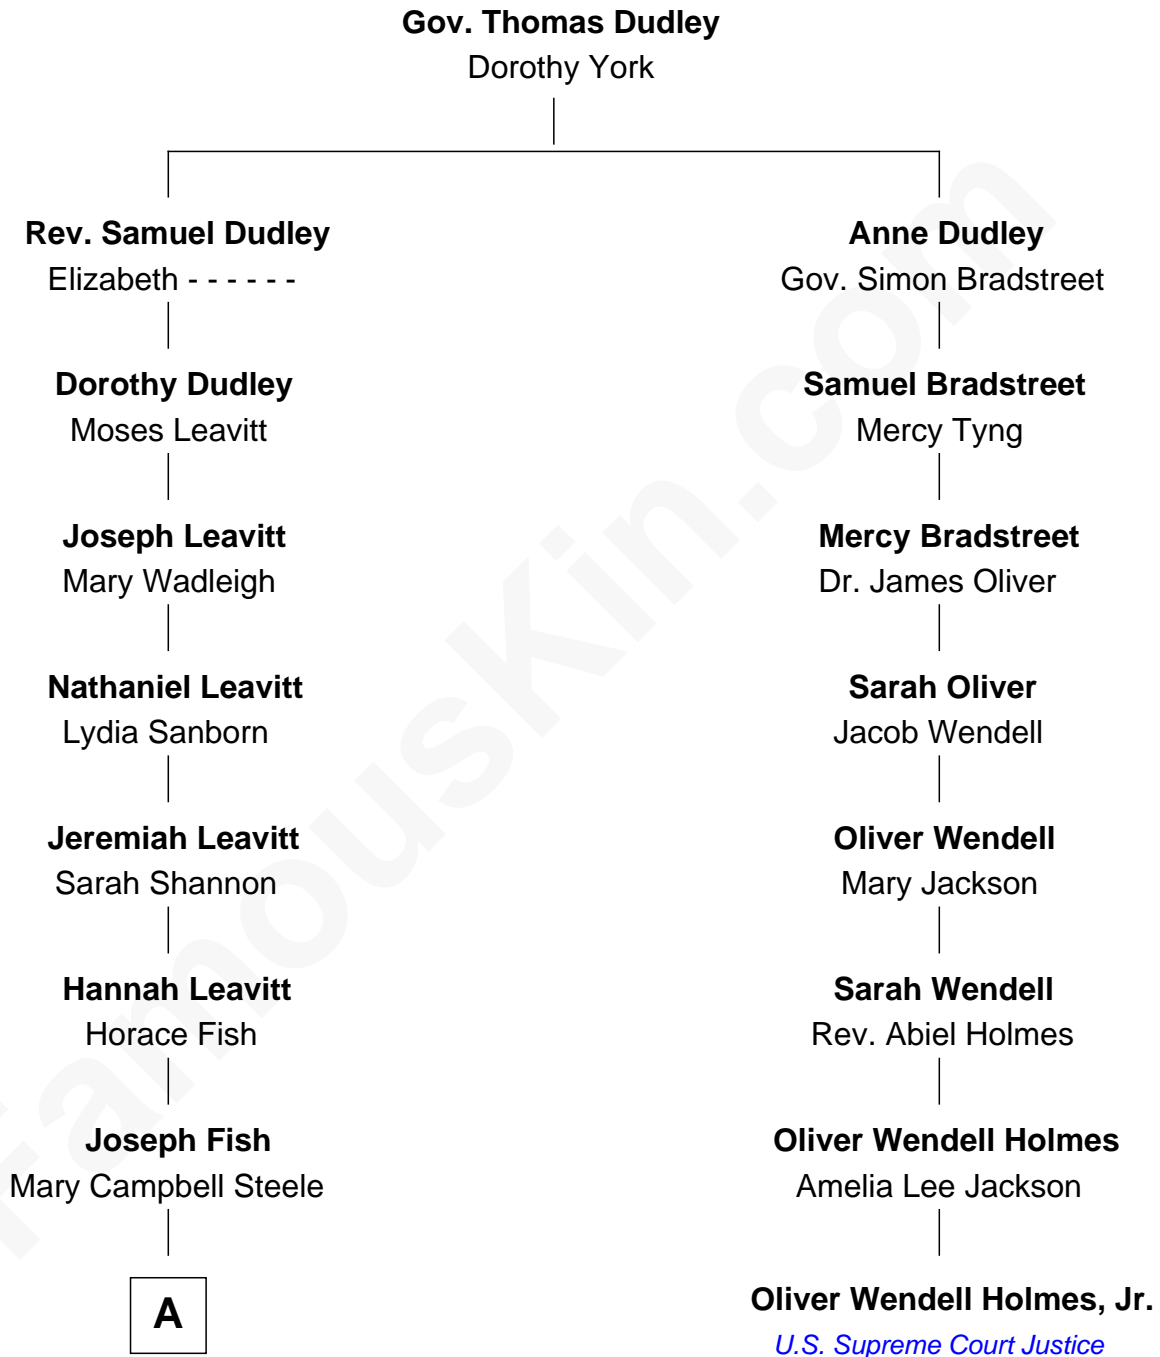 Gov. Thomas Dudley
Dorothy York
Rev. Samuel Dudley
Elizabeth - - - - - -
Dorothy Dudley
Moses Leavitt
Joseph Leavitt
Mary Wadleigh
Nathaniel Leavitt
Lydia Sanborn
Jeremiah Leavitt
Sarah Shannon
Hannah Leavitt
Horace Fish
Joseph Fish
Mary Campbell Steele
A
Anne Dudley
Gov. Simon Bradstreet
Samuel Bradstreet
Mercy Tyng
Mercy Bradstreet
Dr. James Oliver
Sarah Oliver
Jacob Wendell
Oliver Wendell
Mary Jackson
Sarah Wendell
Rev. Abiel Holmes
Oliver Wendell Holmes
Amelia Lee Jackson
Oliver Wendell Holmes, Jr.
U.S. Supreme Court Justice
FamousKin.com